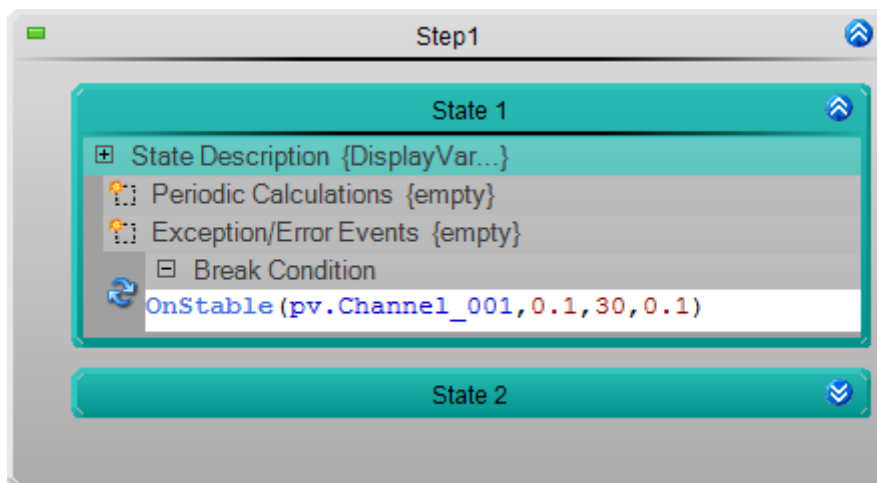 Step1
State 1
State Description {DisplayVar...}
Periodic Calculations {empty}
Exception/Error Events {empty}
Break Condition
OnStable(pv.Channel_001,0.1,30,0.1)
State 2